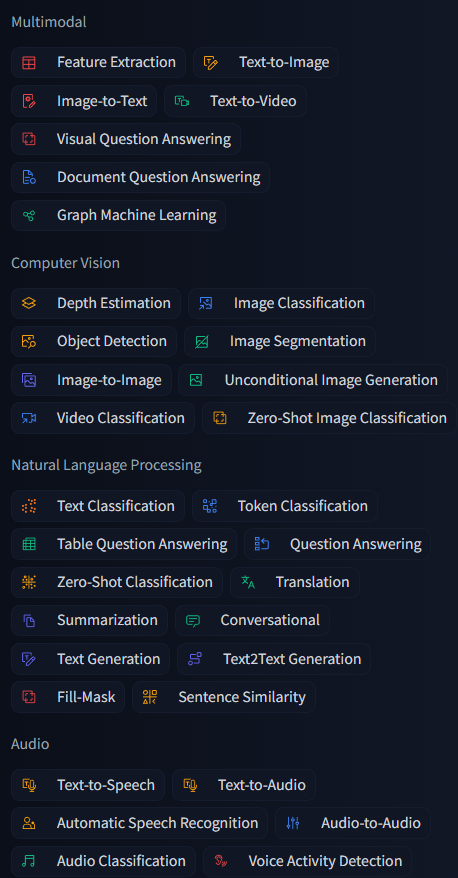 Multimodal
Feature Extraction Text-to-Image
Image-to-Text Text-to-Video
Visual Question Answering
Document Question Answering
Graph Machine Learning
Computer Vision
Depth Estimation Image Classification
Object Detection Image Segmentation
Image-to-Image Unconditional Image Generation
Video Classification Zero-Shot Image Classification
Natural Language Processing
Text Classification Token Classification
Table Question Answering Question Answering
Zero-Shot Classification Translation
Summarization Conversational
Text Generation Text2Text Generation
Fill-Mask Sentence Similarity
Audio
Text-to-Speech Text-to-Audio
Automatic Speech Recognition Audio-to-Audio
Audio Classification Voice Activity Detection